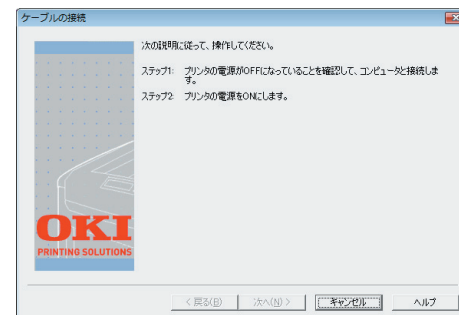 ケーブルの接続
次の説明に従って、操作してください。
ステップ1: プリンタの電源がOFFになっていることを確認して、コンピュータと接続しま
す。
ステップ2: プリンタの電源をONにします。
OKI
PRINTING SOLUTIONS
< 戻る(B)
次へ(N) >
キャンセル
ヘルプ